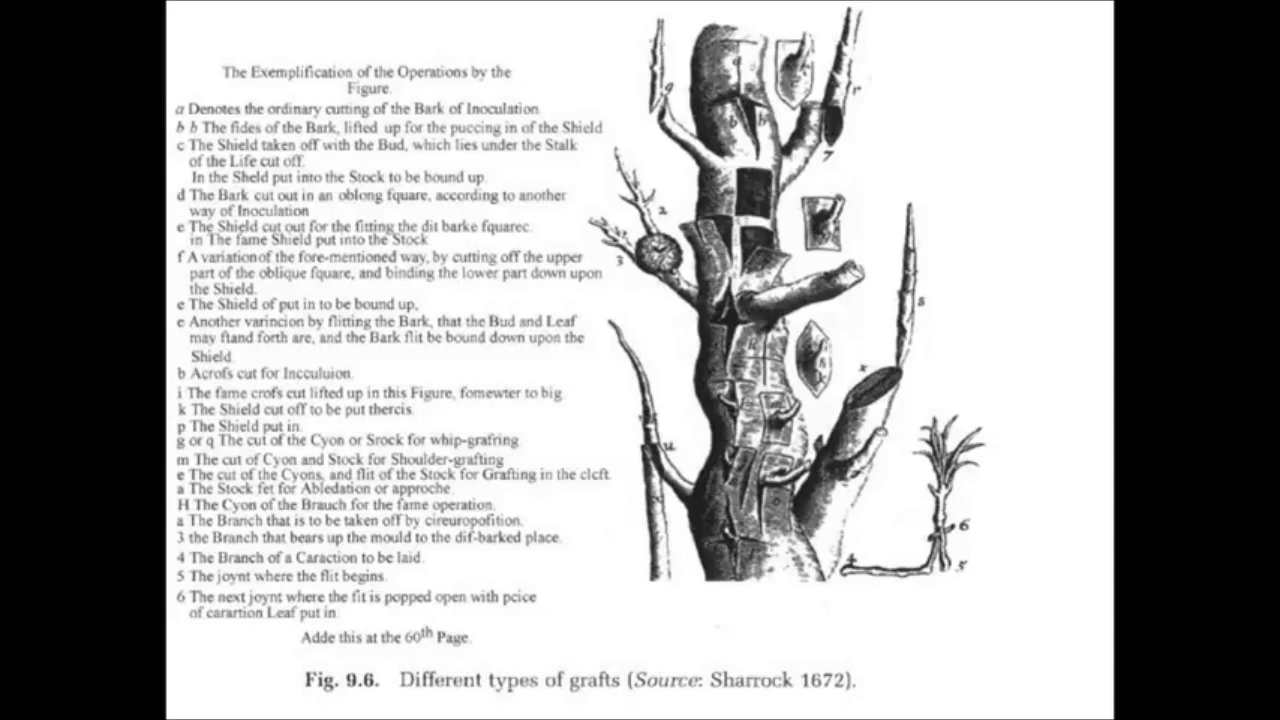 The Exemplification of the Operations by the
Figure.
a Denotes the ordinary cutting of the Bark of Inoculation
b b The fides of the Bark, lifted up for the puccing in of the Shield
c The Shield taken off with the Bud, which lies under the Stalk
of the Life cut off.
In the Sheld put into the Stock to be bound up.
d The Bark cut out in an oblong fquare, according to another
way of Inoculation
e The Shield cut out for the fitting the dit barke fquarec.
in The fame Shield put into the Stock
f A variation of the fore-mentioned way, by cutting off the upper
part of the oblique fquare, and binding the lower part down upon
the Shield.
e The Shield of put in to be bound up,
e Another varincion by flitting the Bark, that the Bud and Leaf
may ftand forth are, and the Bark flit be bound down upon the
Shield.
b Acrofs cut for Incculuion.
i The fame crofs cut lifted up in this Figure, fomewter to big
k The Shield cut off to be put thercis.
p The Shield put in.
g or q The cut of the Cyon or Srock for whip-grafring.
m The cut of Cyon and Stock for Shoulder-grafting
e The cut of the Cyons, and flit of the Stock for Grafting in the clcft.
a The Stock fet for Abledation or approche.
H The Cyon of the Brauch for the fame operation.
a The Branch that is to be taken off by cireuropofition.
3 the Branch that bears up the mould to the dif-barked place.
4 The Branch of a Caraction to be laid.
5 The joynt where the flit begins.
6 The next joynt where the fit is popped open with pcice
of carartion Leaf put in.
Adde this at the 60th Page.
Fig. 9.6. Different types of grafts (Source: Sharrock 1672).
a
b
b
r
7
2
3
8
x
u
6
4
5